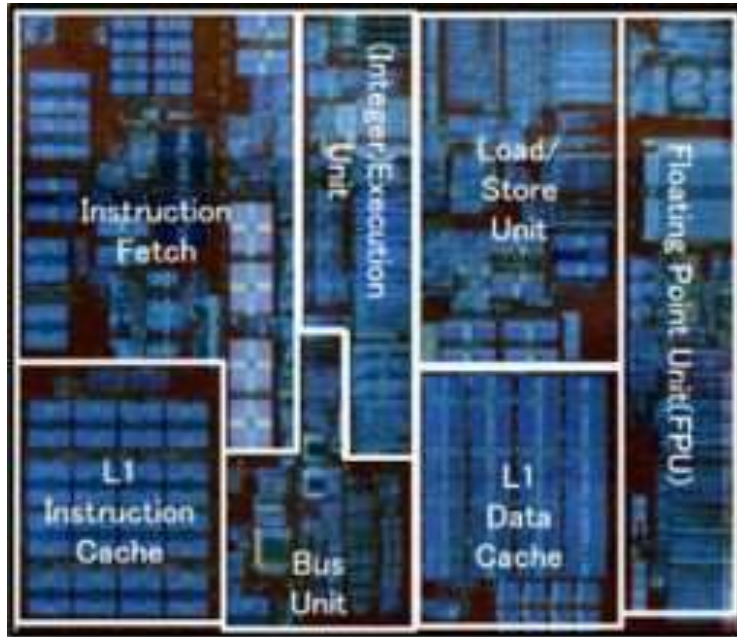 Instruction
Fetch
(Integer/Execution
Unit
Load/
Store
Unit
Floating Point Unit(FPU)
L1
Instruction
Cache
Bus
Unit
L1
Data
Cache